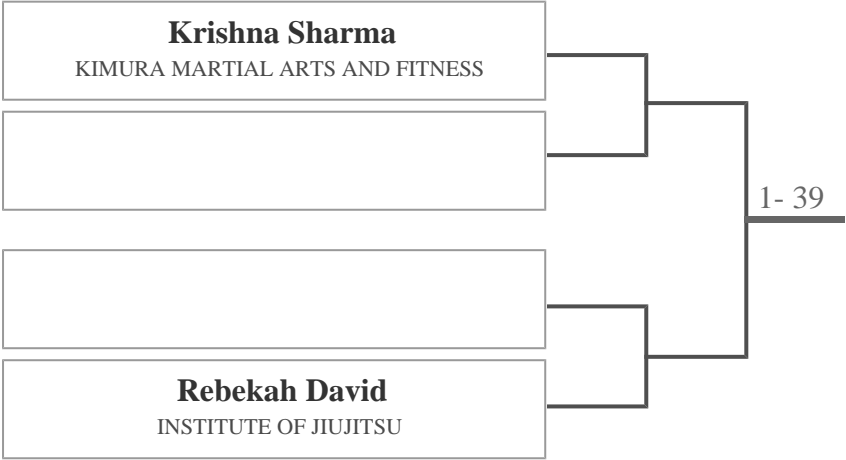 Krishna Sharma
KIMURA MARTIAL ARTS AND FITNESS
1- 39
Rebekah David
INSTITUTE OF JIUJITSU